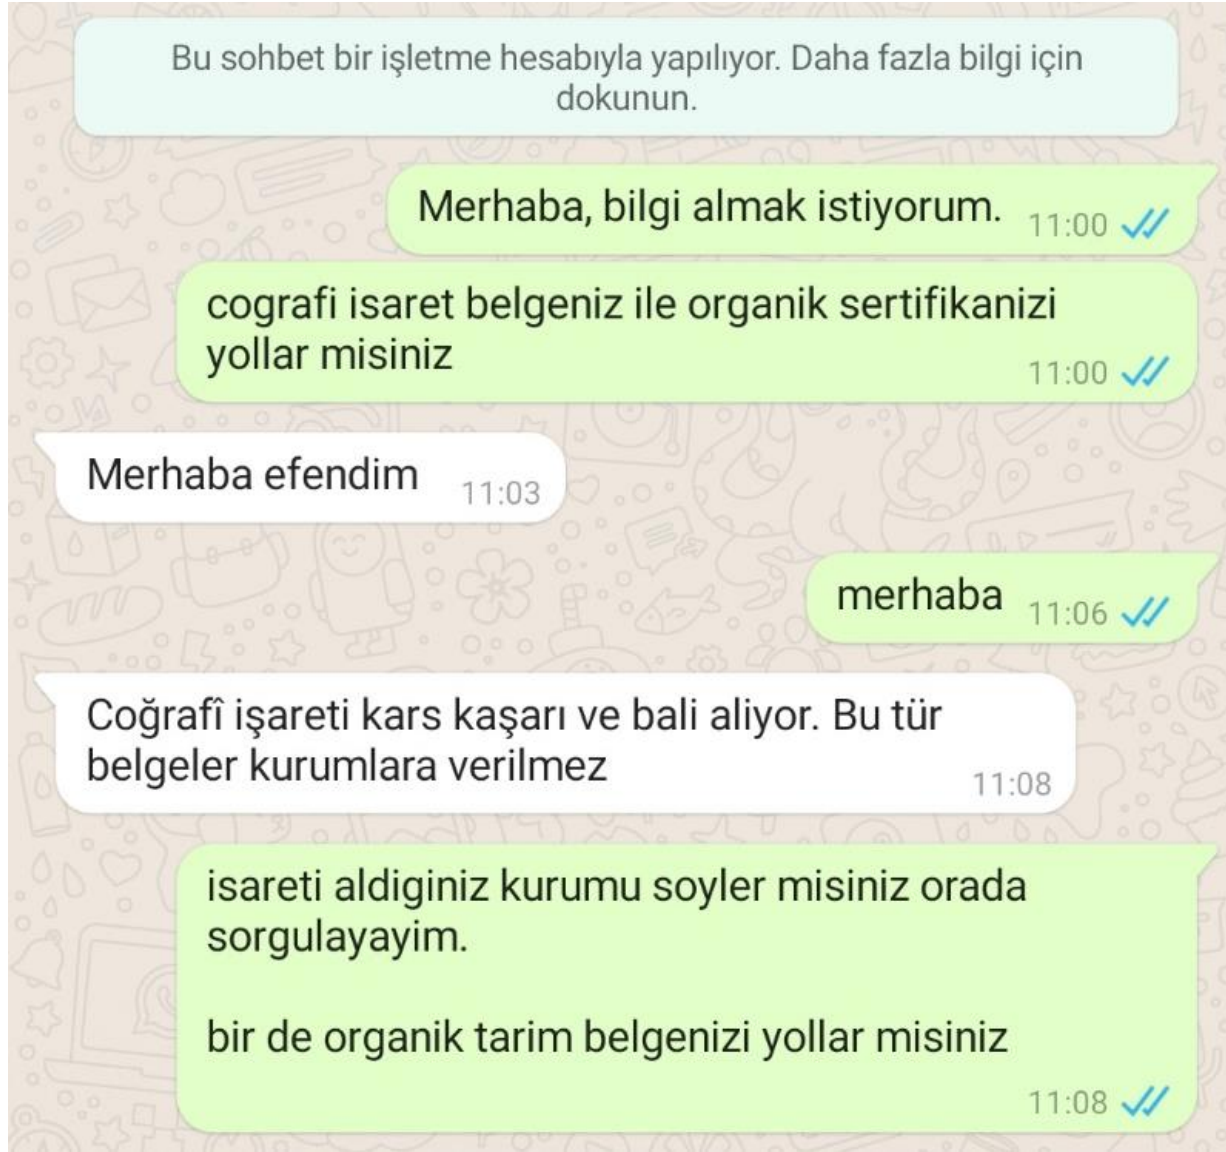 Bu sohbet bir işletme hesabıyla yapılıyor. Daha fazla bilgi için
dokunun.
Merhaba, bilgi almak istiyorum. 11:00
cografi isaret belgeniz ile organik sertifikanizi
yollar misiniz
11:00
Merhaba efendim 11:03
merhaba 11:06
Coğrafî işareti kars kaşarı ve bali aliyor. Bu tür
belgeler kurumlara verilmez
11:08
isareti aldiginiz kurumu soyler misiniz orada
sorgulayayim.
bir de organik tarim belgenizi yollar misiniz
11:08